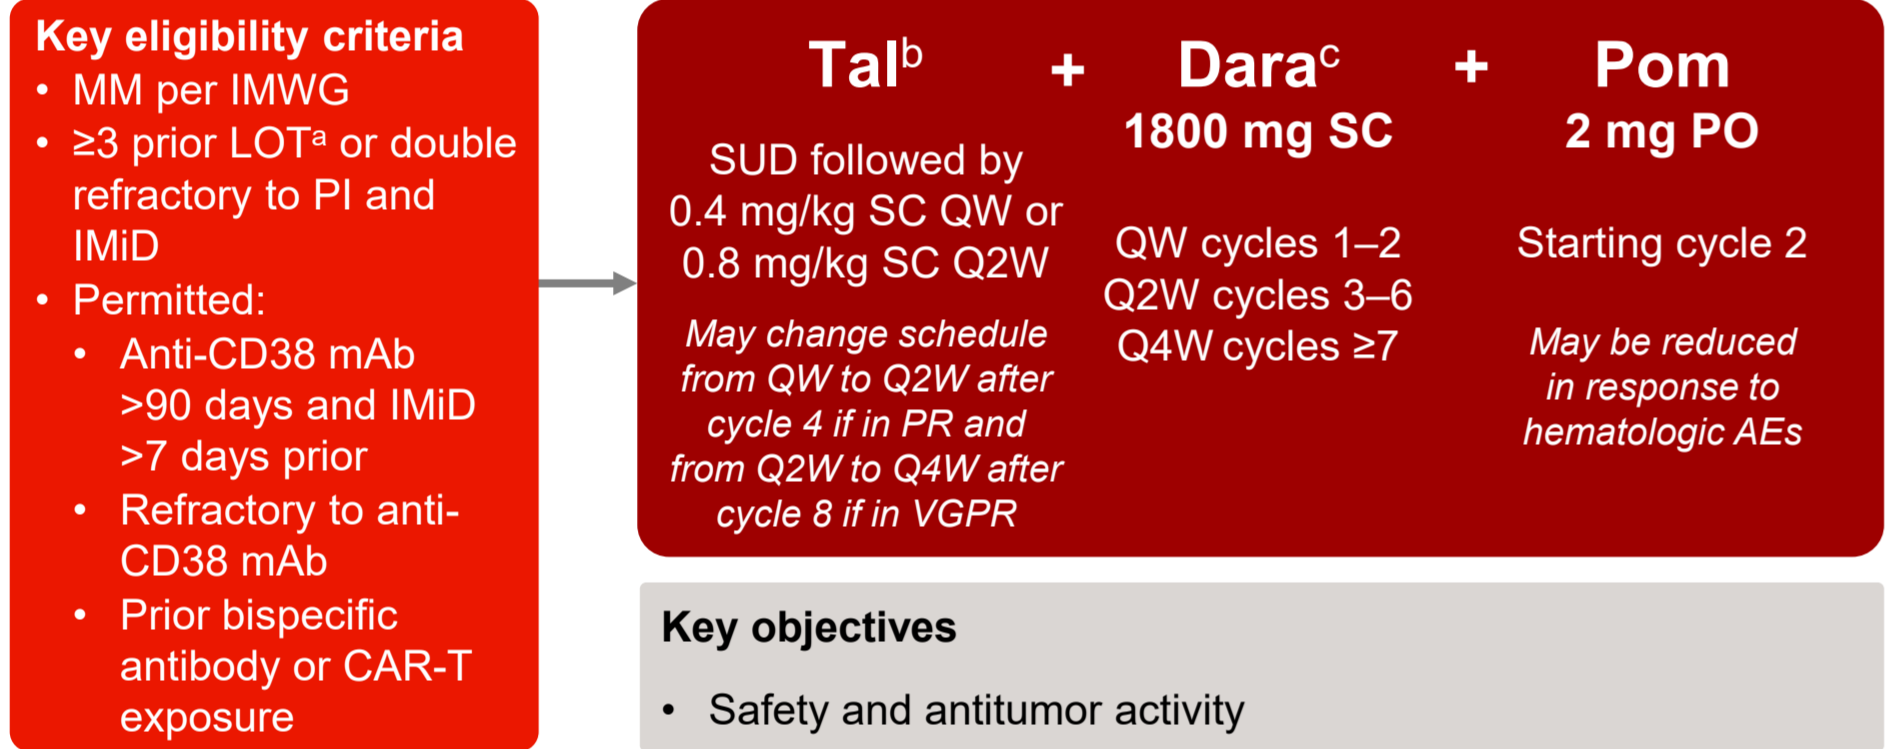 Key eligibility criteria
• MM per IMWG
• ≥3 prior LOTᵃ or double
refractory to PI and
IMiD
• Permitted:
• Anti-CD38 mAb
>90 days and IMiD
>7 days prior
• Refractory to anti-
CD38 mAb
• Prior bispecific
antibody or CAR-T
exposure
Talᵇ + Daraᶜ + Pom
SUD followed by
0.4 mg/kg SC QW or
0.8 mg/kg SC Q2W
May change schedule
from QW to Q2W after
cycle 4 if in PR and
from Q2W to Q4W after
cycle 8 if in VGPR
1800 mg SC
QW cycles 1–2
Q2W cycles 3–6
Q4W cycles ≥7
2 mg PO
Starting cycle 2
May be reduced
in response to
hematologic AEs
Key objectives
• Safety and antitumor activity